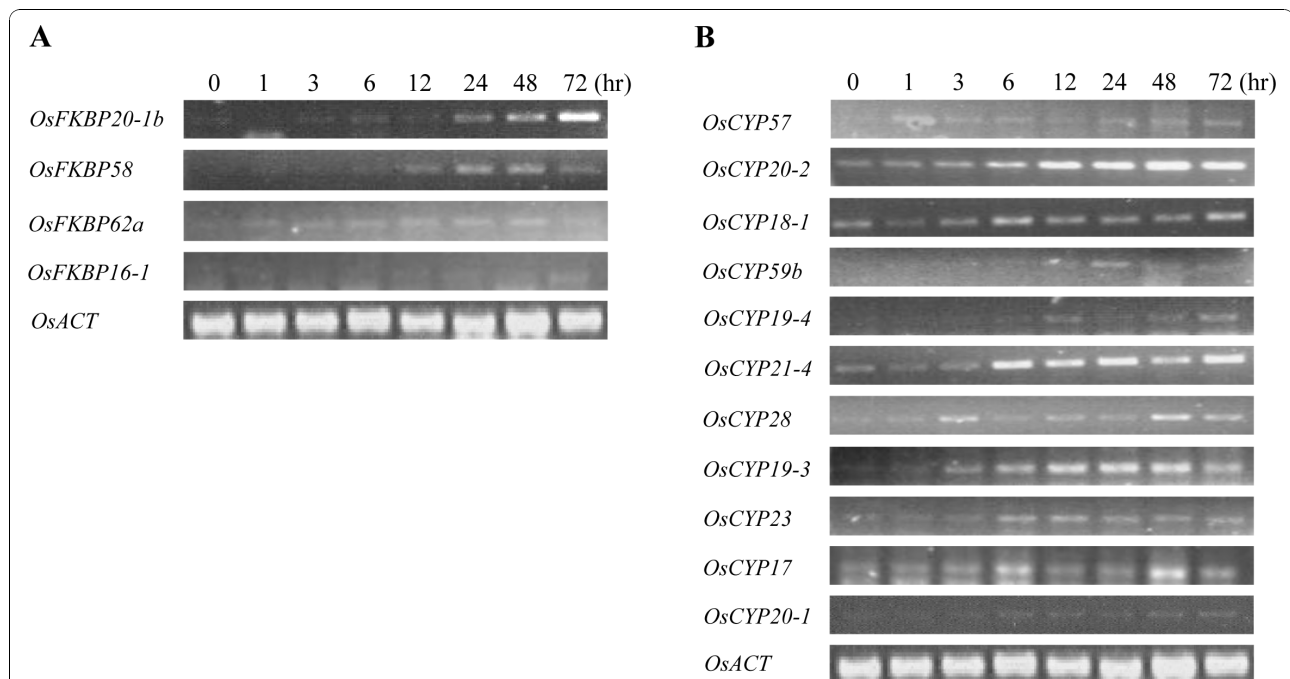 A
0 1 3 6 12 24 48 72 (hr)
OsFKBP20-1b
OsFKBP58
OsFKBP62a
OsFKBP16-1
OsACT
B
0 1 3 6 12 24 48 72 (hr)
OsCYP57
OsCYP20-2
OsCYP18-1
OsCYP59b
OsCYP19-4
OsCYP21-4
OsCYP28
OsCYP19-3
OsCYP23
OsCYP17
OsCYP20-1
OsACT